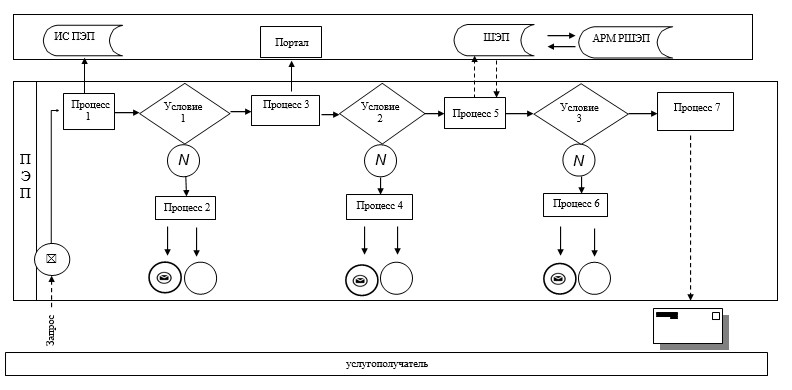 ИС ПЭП
Портал
ШЭП
АРМ РШЭП
Процесс
1
Условие
1
Процесс 3
Условие
2
Процесс 5
Условие
3
Процесс 7
П
Э
П
N
N
N
Процесс 2
Процесс 4
Процесс 6
Запрос
услугополучатель